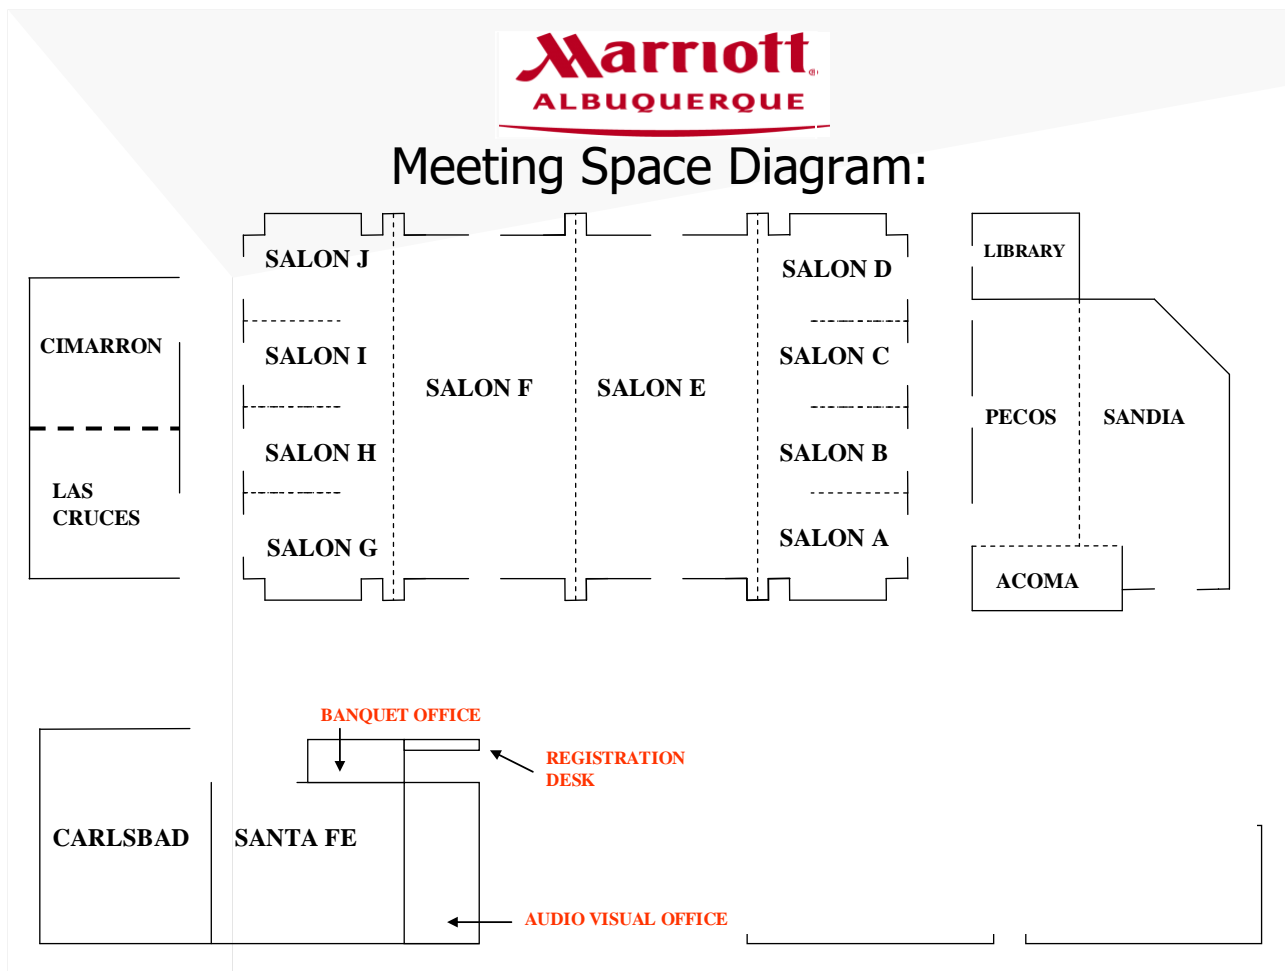 Marriott®
ALBUQUERQUE
Meeting Space Diagram:
SALON J
SALON D
LIBRARY
CIMARRON
SALON I
SALON C
SALON F
SALON E
PECOS
SANDIA
SALON H
SALON B
LAS
CRUCES
SALON G
SALON A
ACOMA
BANQUET OFFICE
REGISTRATION
DESK
CARLSBAD
SANTA FE
AUDIO VISUAL OFFICE